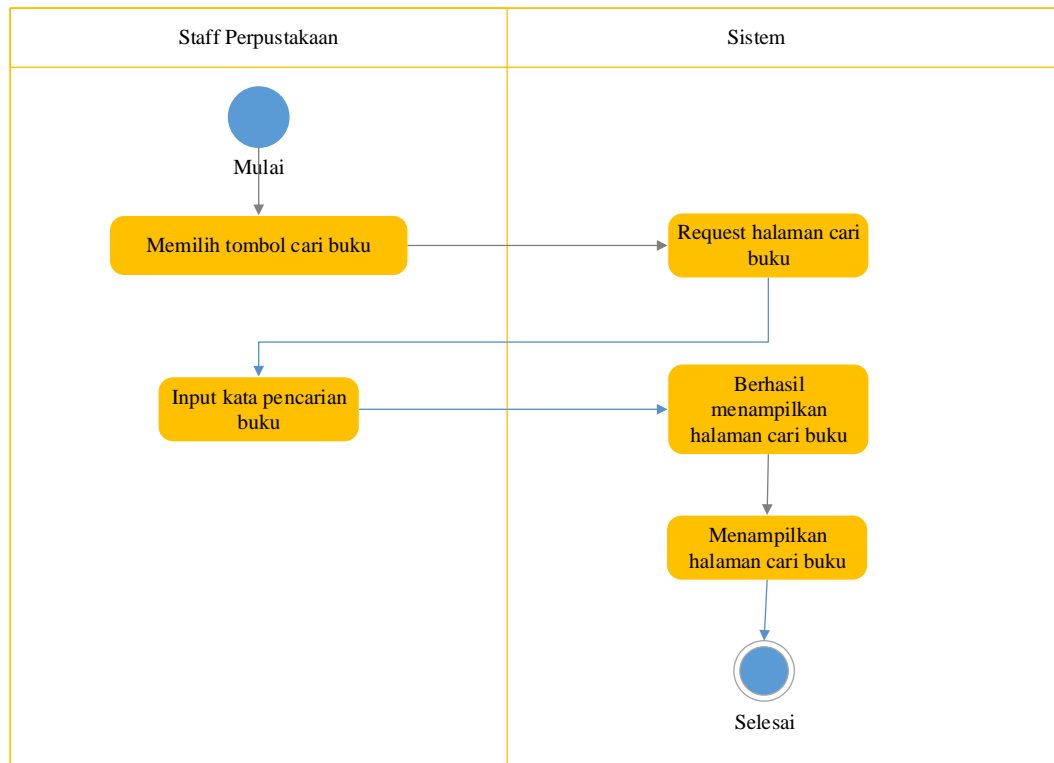 Staff Perpustakaan
Sistem
Mulai
Memilih tombol cari buku
Request halaman cari
buku
Input kata pencarian
buku
Berhasil
menampilkan
halaman cari buku
Menampilkan
halaman cari buku
Selesai